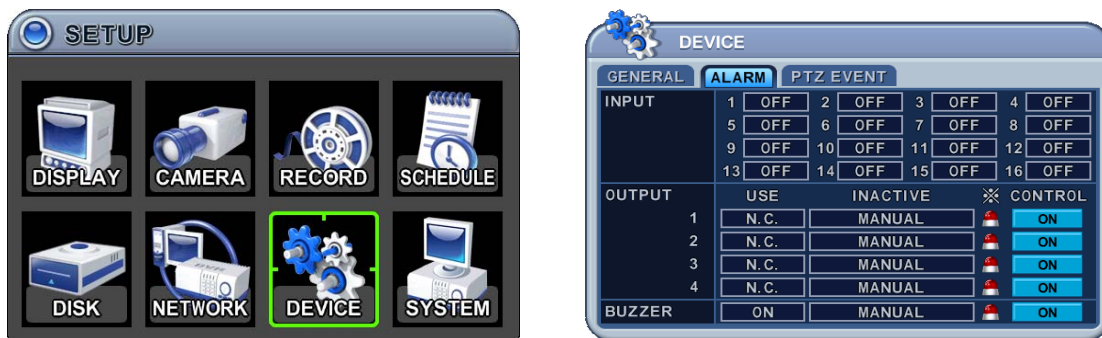 SETUP
DISPLAY CAMERA RECORD SCHEDULE
DISK NETWORK DEVICE SYSTEM
DEVICE
GENERAL ALARM PTZ EVENT
INPUT 1 OFF 2 OFF 3 OFF 4 OFF
5 OFF 6 OFF 7 OFF 8 OFF
9 OFF 10 OFF 11 OFF 12 OFF
13 OFF 14 OFF 15 OFF 16 OFF
OUTPUT USE INACTIVE ※ CONTROL
1 N.C. MANUAL ON
2 N.C. MANUAL ON
3 N.C. MANUAL ON
4 N.C. MANUAL ON
BUZZER ON MANUAL ON